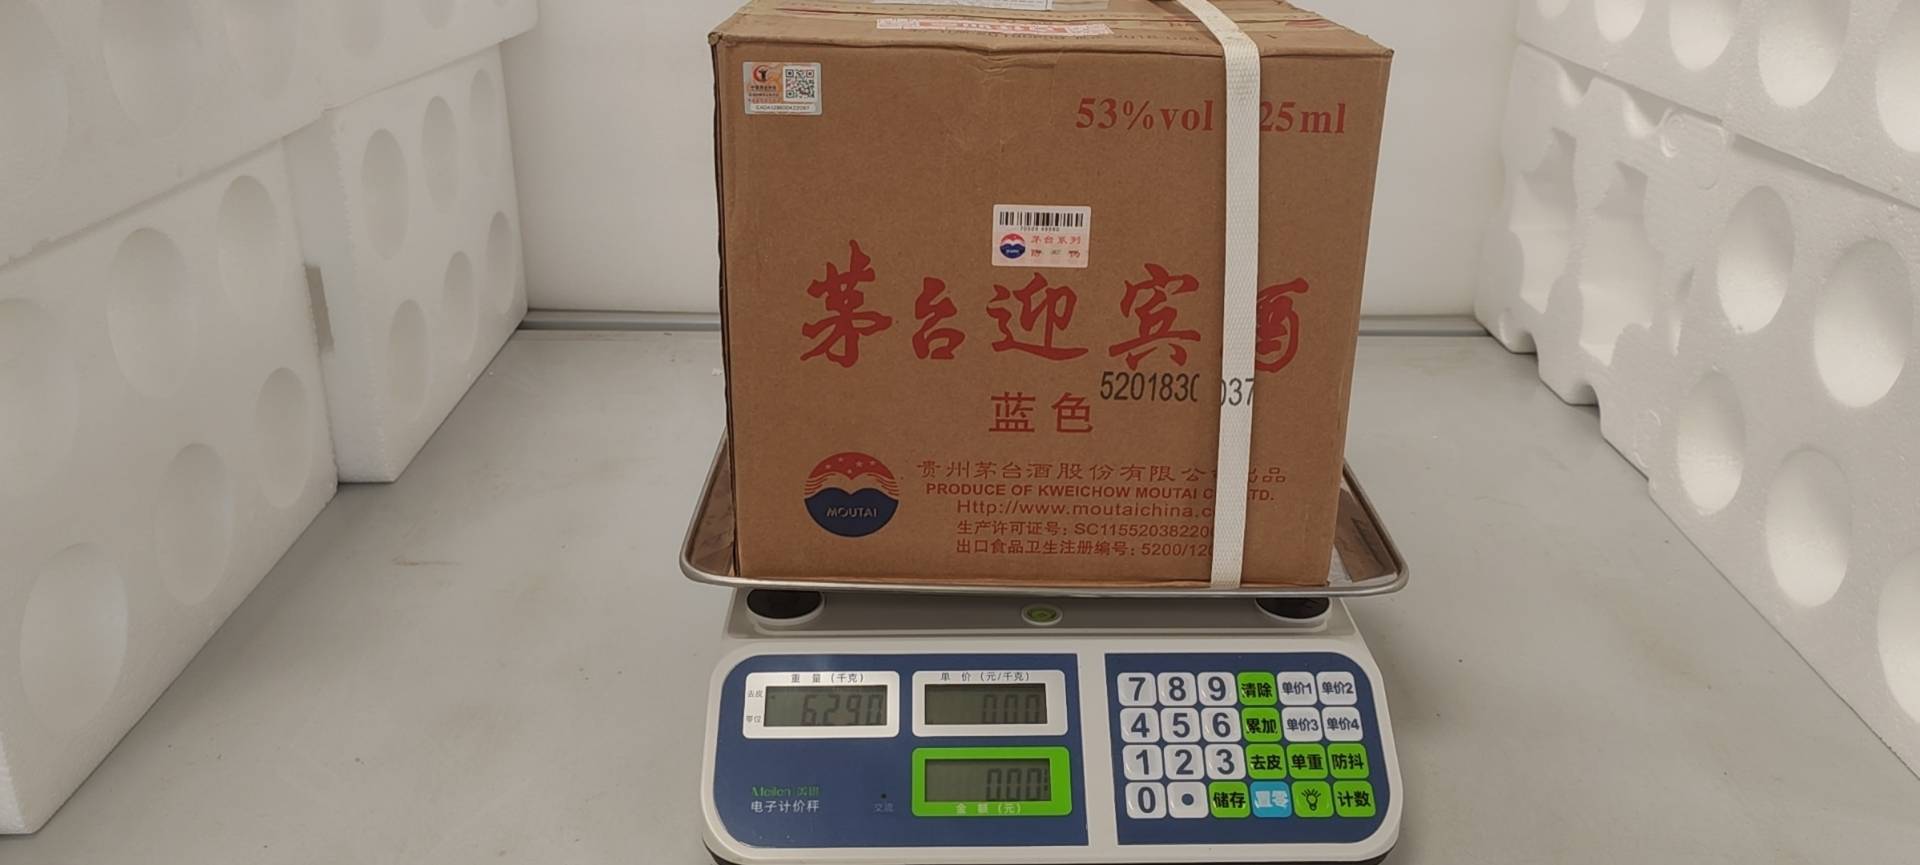 53%vol 25ml
茅台系列
茅台迎宾酒
蓝色
5201830 037
MOUTAI
贵州茅台酒股份有限公 出品
PRODUCE OF KWEICHOW MOUTAI C LTD.
Http://www.moutaichina.c
生产许可证号：SC11552038220
出口食品卫生注册编号：5200/12
重 量 (千克)
单 价 (元/千克)
去皮
零位
6.290
0.00
0.00
金 额 (元)
Meilen
电子计价秤
交流
7 8 9 清除 单价1 单价2
4 5 6 累加 单价3 单价4
1 2 3 去皮 单重 防抖
0 · 储存 置零 计数